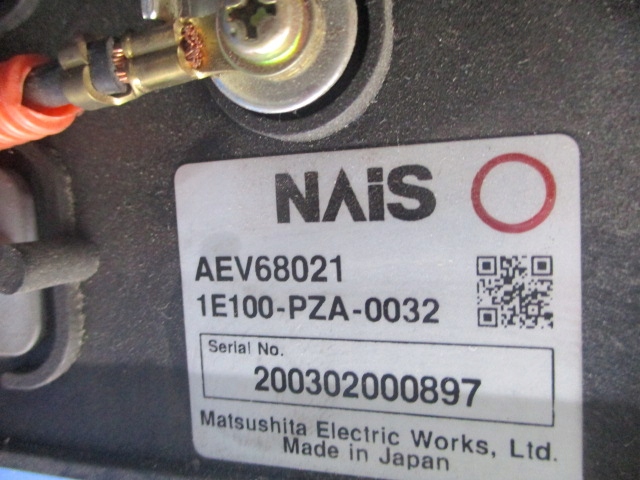 NAiS
AEV68021
1E100-PZA-0032
Serial No.
200302000897
Matsushita Electric Works, Ltd.
Made in Japan